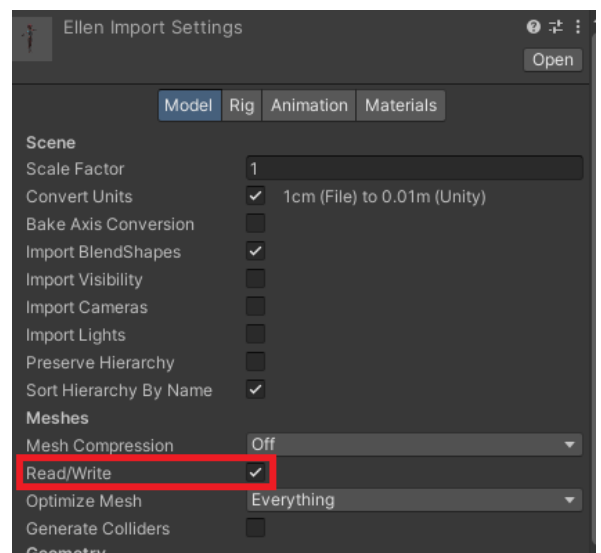 Ellen Import Settings
Open
Model Rig Animation Materials
Scene
Scale Factor 1
Convert Units 1cm (File) to 0.01m (Unity)
Bake Axis Conversion
Import BlendShapes
Import Visibility
Import Cameras
Import Lights
Preserve Hierarchy
Sort Hierarchy By Name
Meshes
Mesh Compression Off
Read/Write
Optimize Mesh Everything
Generate Colliders
Geometry